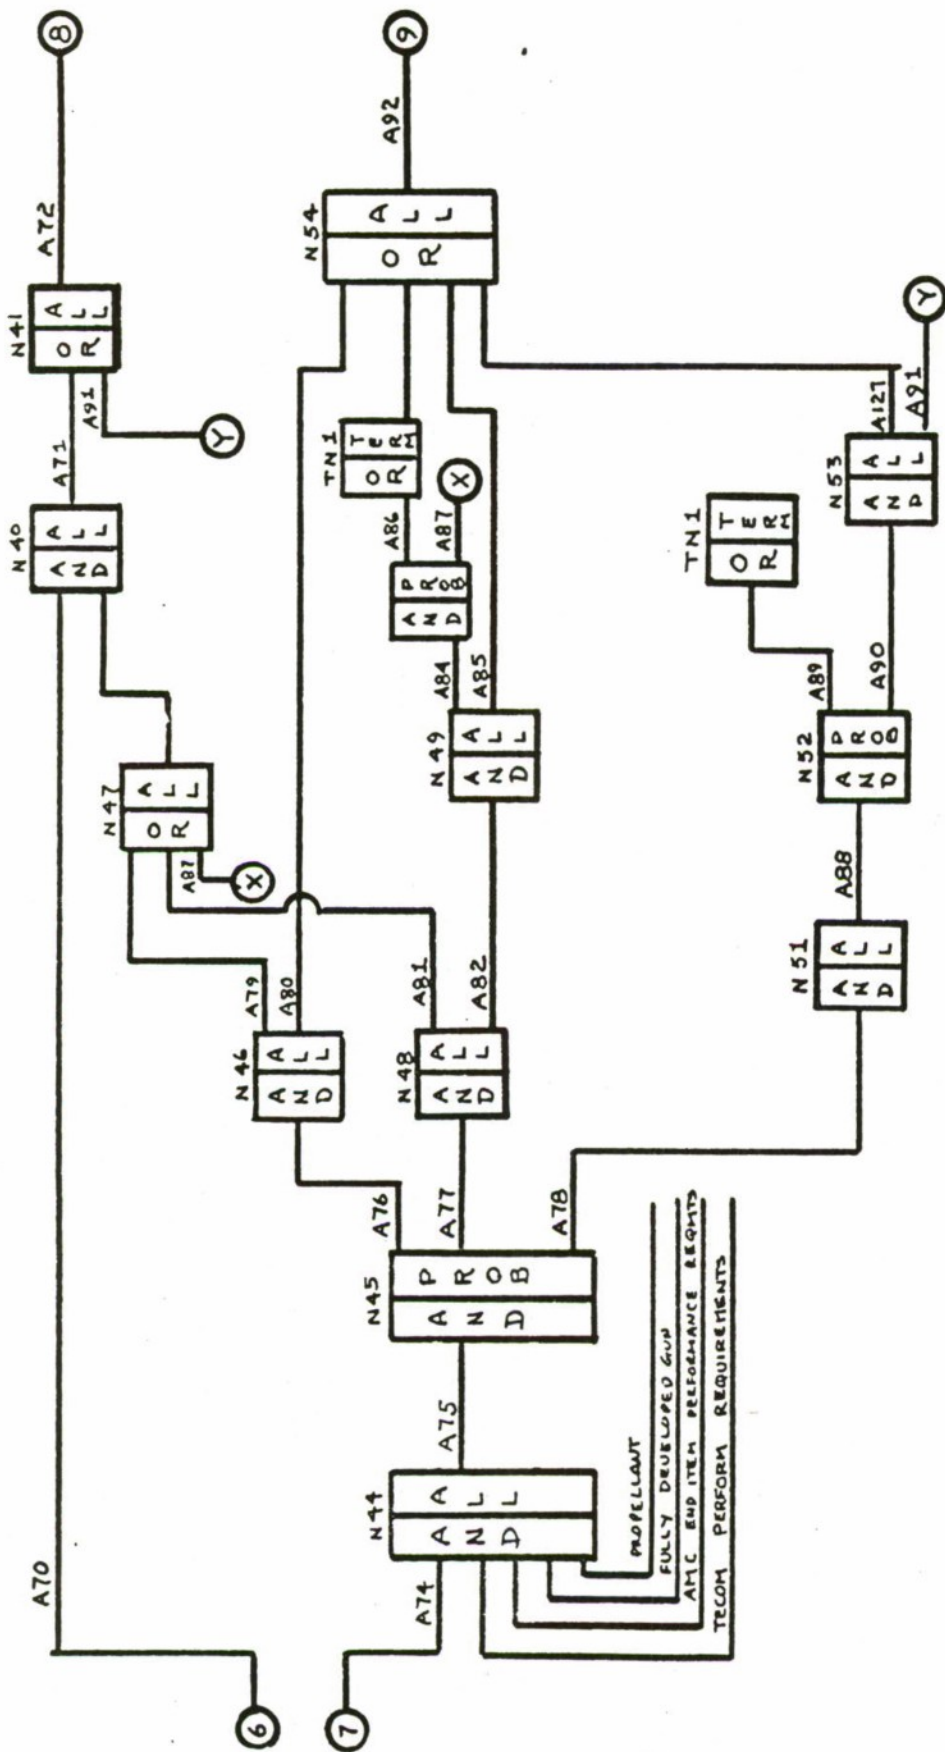 6
A70
N40
AND
ALL
A71
N41
OR
ALL
A91
Y
A72
8
N47
OR
ALL
A87
X
7
A74
N44
AND
ALL
A75
N45
AND
PROB
A76
A77
A78
N46
AND
ALL
A79
A80
N48
AND
ALL
A81
A82
N49
AND
ALL
A84
A85
AND
PROB
A86
A87
X
TN1
OR
TERM
N54
OR
ALL
A92
9
N51
AND
ALL
A88
N52
AND
PROB
A89
A90
TN1
OR
TERM
N53
AND
ALL
A127
A91
Y
PROPELLANT
FULLY DEVELOPED GUN
AMC END ITEM PERFORMANCE REQMTS
TECOM PERFORM REQUIREMENTS